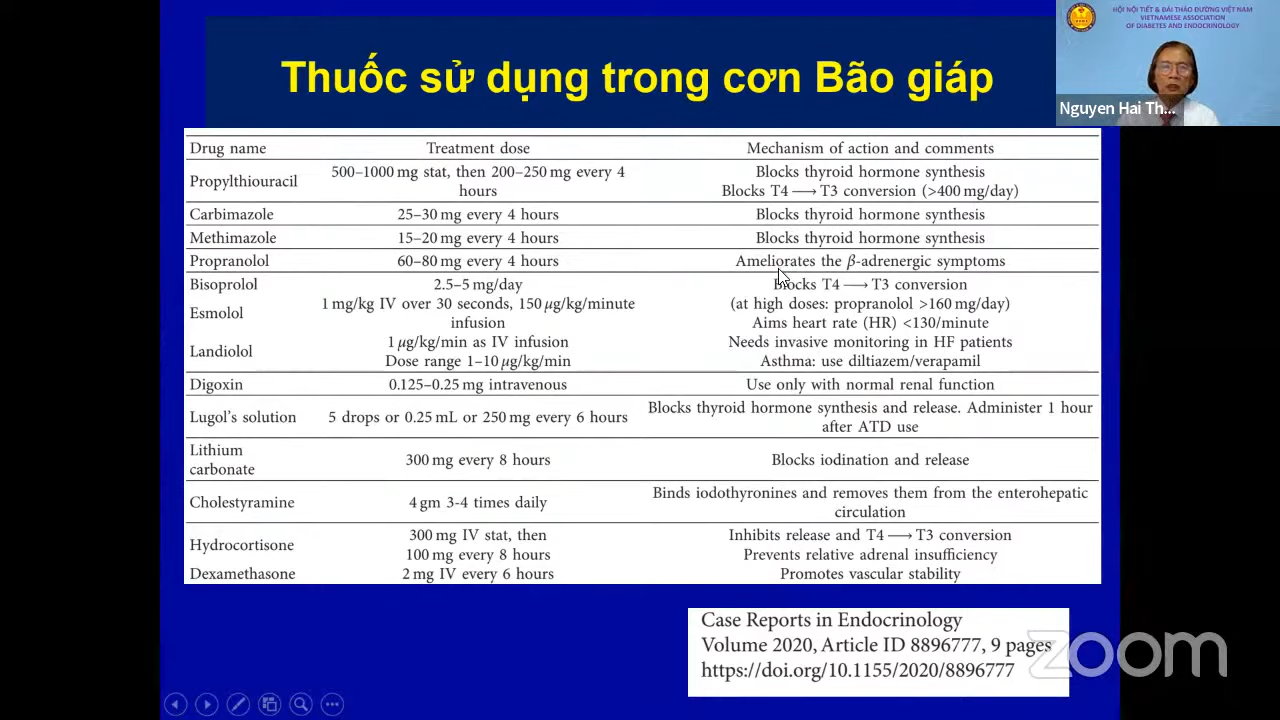 HỘI NỘI TIẾT & ĐÁI THÁO ĐƯỜNG VIỆT NAM
VIETNAMESE ASSOCIATION
OF DIABETES AND ENDOCRINOLOGY
Nguyen Hai Th...
Thuốc sử dụng trong cơn Bão giáp
Drug name Treatment dose Mechanism of action and comments
Propylthiouracil 500–1000 mg stat, then 200–250 mg every 4 hours Blocks thyroid hormone synthesis
Blocks T4 ⟶ T3 conversion (>400 mg/day)
Carbimazole 25–30 mg every 4 hours Blocks thyroid hormone synthesis
Methimazole 15–20 mg every 4 hours Blocks thyroid hormone synthesis
Propranolol 60–80 mg every 4 hours Ameliorates the β-adrenergic symptoms
Bisoprolol 2.5–5 mg/day Blocks T4 ⟶ T3 conversion
Esmolol 1 mg/kg IV over 30 seconds, 150 μg/kg/minute infusion (at high doses: propranolol >160 mg/day)
Aims heart rate (HR) <130/minute
Landiolol 1 μg/kg/min as IV infusion Needs invasive monitoring in HF patients
Dose range 1–10 μg/kg/min Asthma: use diltiazem/verapamil
Digoxin 0.125–0.25 mg intravenous Use only with normal renal function
Lugol's solution 5 drops or 0.25 mL or 250 mg every 6 hours Blocks thyroid hormone synthesis and release. Administer 1 hour
after ATD use
Lithium
carbonate 300 mg every 8 hours Blocks iodination and release
Cholestyramine 4 gm 3-4 times daily Binds iodothyronines and removes them from the enterohepatic
circulation
Hydrocortisone 300 mg IV stat, then Inhibits release and T4 ⟶ T3 conversion
100 mg every 8 hours Prevents relative adrenal insufficiency
Dexamethasone 2 mg IV every 6 hours Promotes vascular stability
Case Reports in Endocrinology
Volume 2020, Article ID 8896777, 9 pages
https://doi.org/10.1155/2020/8896777
zoom